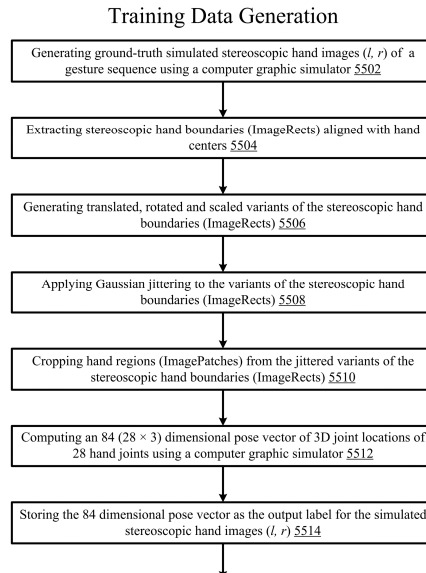 Training Data Generation
Generating ground-truth simulated stereoscopic hand images (l, r) of a
gesture sequence using a computer graphic simulator 5502
Extracting stereoscopic hand boundaries (ImageRects) aligned with hand
centers 5504
Generating translated, rotated and scaled variants of the stereoscopic hand
boundaries (ImageRects) 5506
Applying Gaussian jittering to the variants of the stereoscopic hand
boundaries (ImageRects) 5508
Cropping hand regions (ImagePatches) from the jittered variants of the
stereoscopic hand boundaries (ImageRects) 5510
Computing an 84 (28 × 3) dimensional pose vector of 3D joint locations of
28 hand joints using a computer graphic simulator 5512
Storing the 84 dimensional pose vector as the output label for the simulated
stereoscopic hand images (l, r) 5514